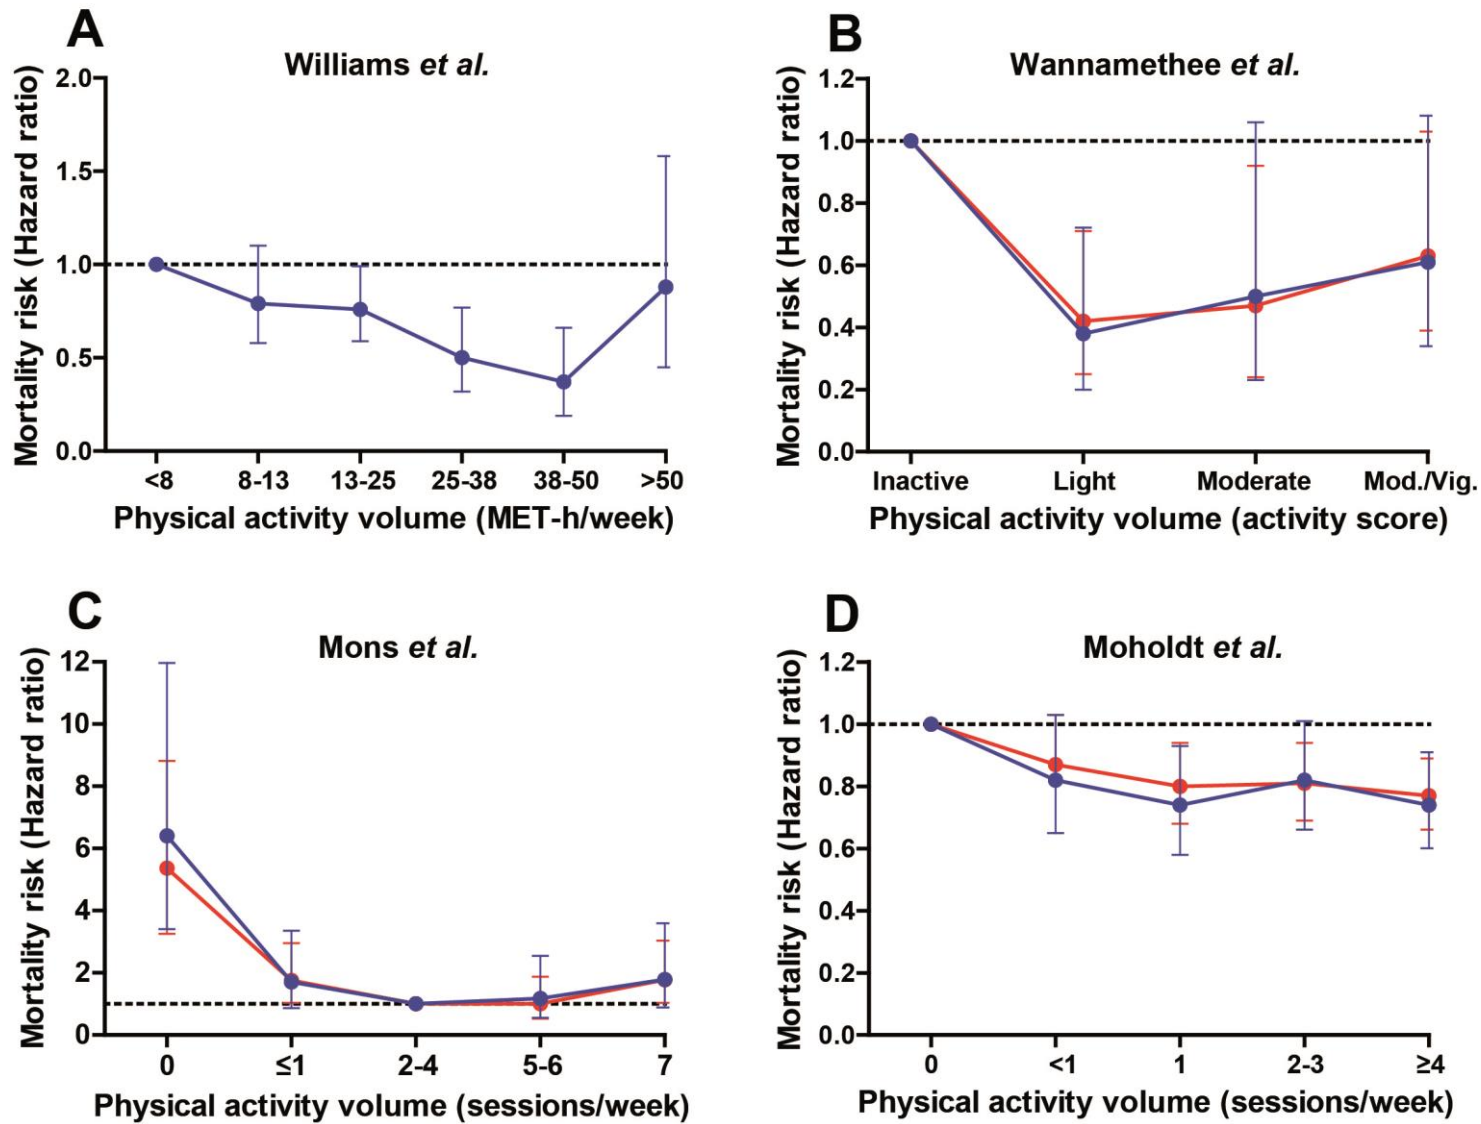 A
Williams et al.
Mortality risk (Hazard ratio)
2.0
1.5
1.0
0.5
0.0
<8 8-13 13-25 25-38 38-50 >50
Physical activity volume (MET-h/week)
B
Wannamethee et al.
Mortality risk (Hazard ratio)
1.2
1.0
0.8
0.6
0.4
0.2
0.0
Inactive Light Moderate Mod./Vig.
Physical activity volume (activity score)
C
Mons et al.
Mortality risk (Hazard ratio)
12
10
8
6
4
2
0
0 ≤1 2-4 5-6 7
Physical activity volume (sessions/week)
D
Moholdt et al.
Mortality risk (Hazard ratio)
1.2
1.0
0.8
0.6
0.4
0.2
0.0
0 <1 1 2-3 ≥4
Physical activity volume (sessions/week)